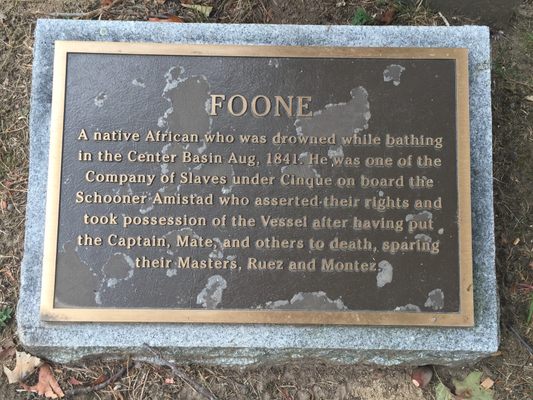 FOONE
A native African who was drowned while bathing
in the Center Basin Aug, 1841. He was one of the
Company of Slaves under Cinque on board the
Schooner Amistad who asserted their rights and
took possession of the Vessel after having put
the Captain, Mate, and others to death, sparing
their Masters, Ruez and Montez.